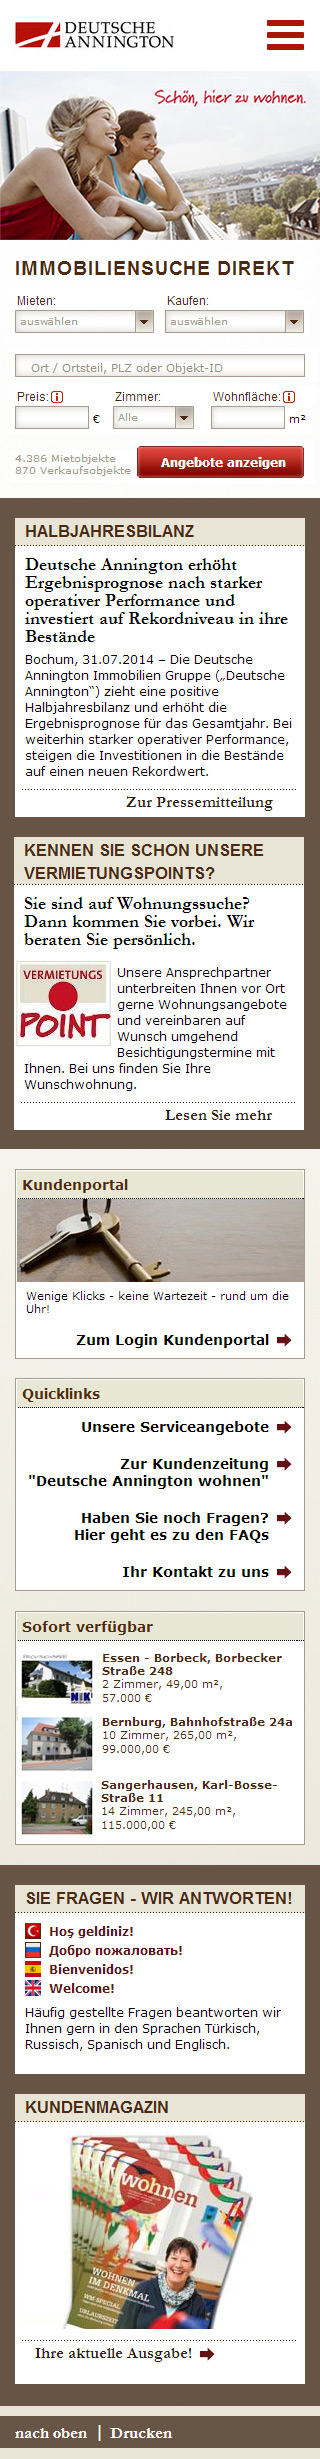 DEUTSCHE
ANNINGTON
Schön, hier zu wohnen.
IMMOBILIENSUCHE DIREKT
Mieten: Kaufen:
auswählen auswählen
Ort / Ortsteil, PLZ oder Objekt-ID
Preis: Zimmer: Wohnfläche:
€ Alle m²
4.386 Mietobjekte
870 Verkaufsobjekte
Angebote anzeigen
HALBJAHRESBILANZ
Deutsche Annington erhöht
Ergebnisprognose nach starker
operativer Performance und
investiert auf Rekordniveau in ihre
Bestände
Bochum, 31.07.2014 – Die Deutsche
Annington Immobilien Gruppe („Deutsche
Annington“) zieht eine positive
Halbjahresbilanz und erhöht die
Ergebnisprognose für das Gesamtjahr. Bei
weiterhin starker operativer Performance,
steigen die Investitionen in die Bestände
auf einen neuen Rekordwert.
Zur Pressemitteilung
KENNEN SIE SCHON UNSERE
VERMIETUNGSPOINTS?
Sie sind auf Wohnungssuche?
Dann kommen Sie vorbei. Wir
beraten Sie persönlich.
VERMIETUNGS
POINT
Unsere Ansprechpartner
unterbreiten Ihnen vor Ort
gerne Wohnungsangebote
und vereinbaren auf
Wunsch umgehend
Besichtigungstermine mit
Ihnen. Bei uns finden Sie Ihre
Wunschwohnung.
Lesen Sie mehr
Kundenportal
Wenige Klicks - keine Wartezeit - rund um die
Uhr!
Zum Login Kundenportal
Quicklinks
Unsere Serviceangebote
Zur Kundenzeitung
"Deutsche Annington wohnen"
Haben Sie noch Fragen?
Hier geht es zu den FAQs
Ihr Kontakt zu uns
Sofort verfügbar
Essen - Borbeck, Borbecker
Straße 248
2 Zimmer, 49,00 m²,
57.000 €
Bernburg, Bahnhofstraße 24a
10 Zimmer, 265,00 m²,
99.000,00 €
Sangerhausen, Karl-Bosse-
Straße 11
14 Zimmer, 245,00 m²,
115.000,00 €
SIE FRAGEN - WIR ANTWORTEN!
Hoş geldiniz!
Добро пожаловать!
Bienvenidos!
Welcome!
Häufig gestellte Fragen beantworten wir
Ihnen gern in den Sprachen Türkisch,
Russisch, Spanisch und Englisch.
KUNDENMAGAZIN
wohnen
WOHNEN
IM DENKMAL
WM-SPECIAL
URLAUBSZEIT
Ihre aktuelle Ausgabe!
nach oben | Drucken